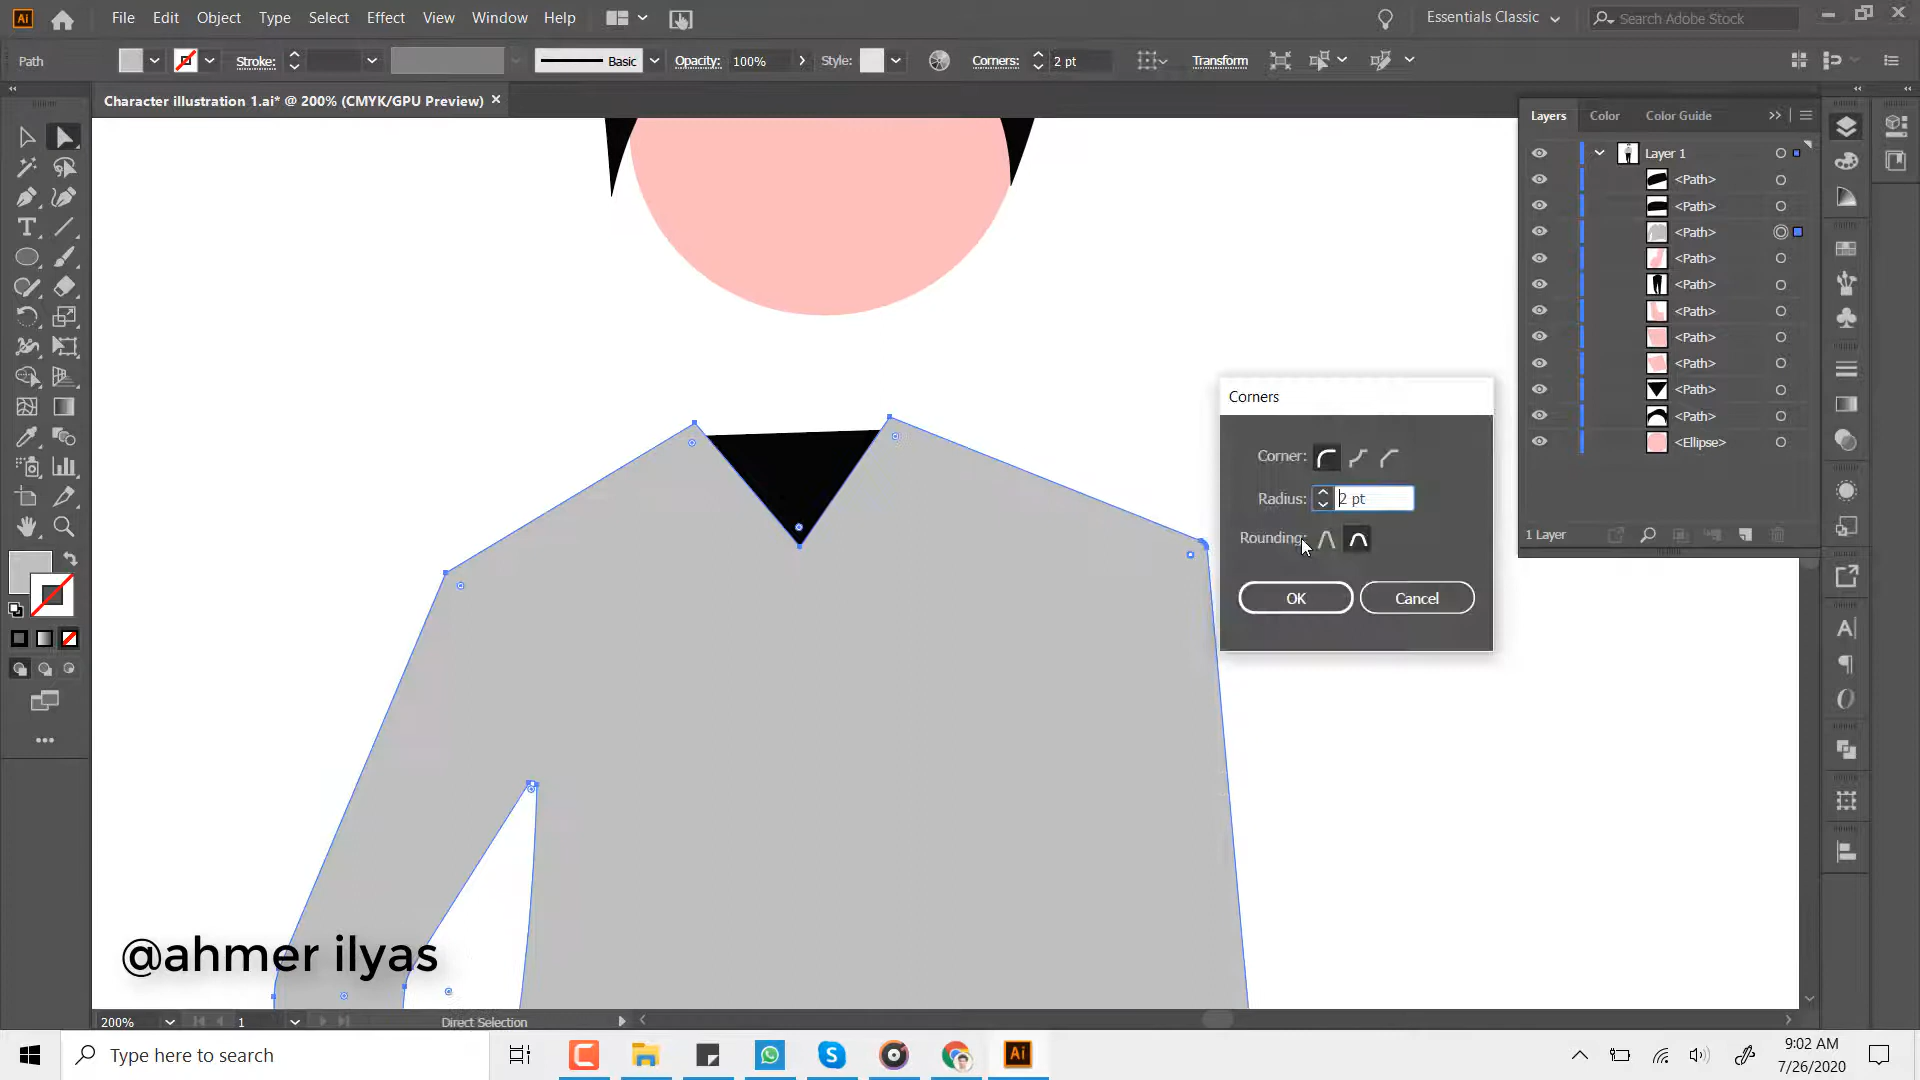 Ai File Edit Object Type Select Effect View Window Help Essentials Classic Search Adobe Stock
Path Stroke: Basic Opacity: 100% Style: Corners: 2 pt Transform
Character illustration 1.ai* @ 200% (CMYK/GPU Preview)
Layers Color Color Guide
Layer 1
<Path>
<Path>
<Path>
<Path>
<Path>
<Path>
<Path>
<Path>
<Path>
<Path>
<Ellipse>
1 Layer
Corners
Corner:
Radius: 2 pt
Rounding:
OK Cancel
@ahmer ilyas
200% 1 Direct Selection
Type here to search
Ai
9:02 AM
7/26/2020